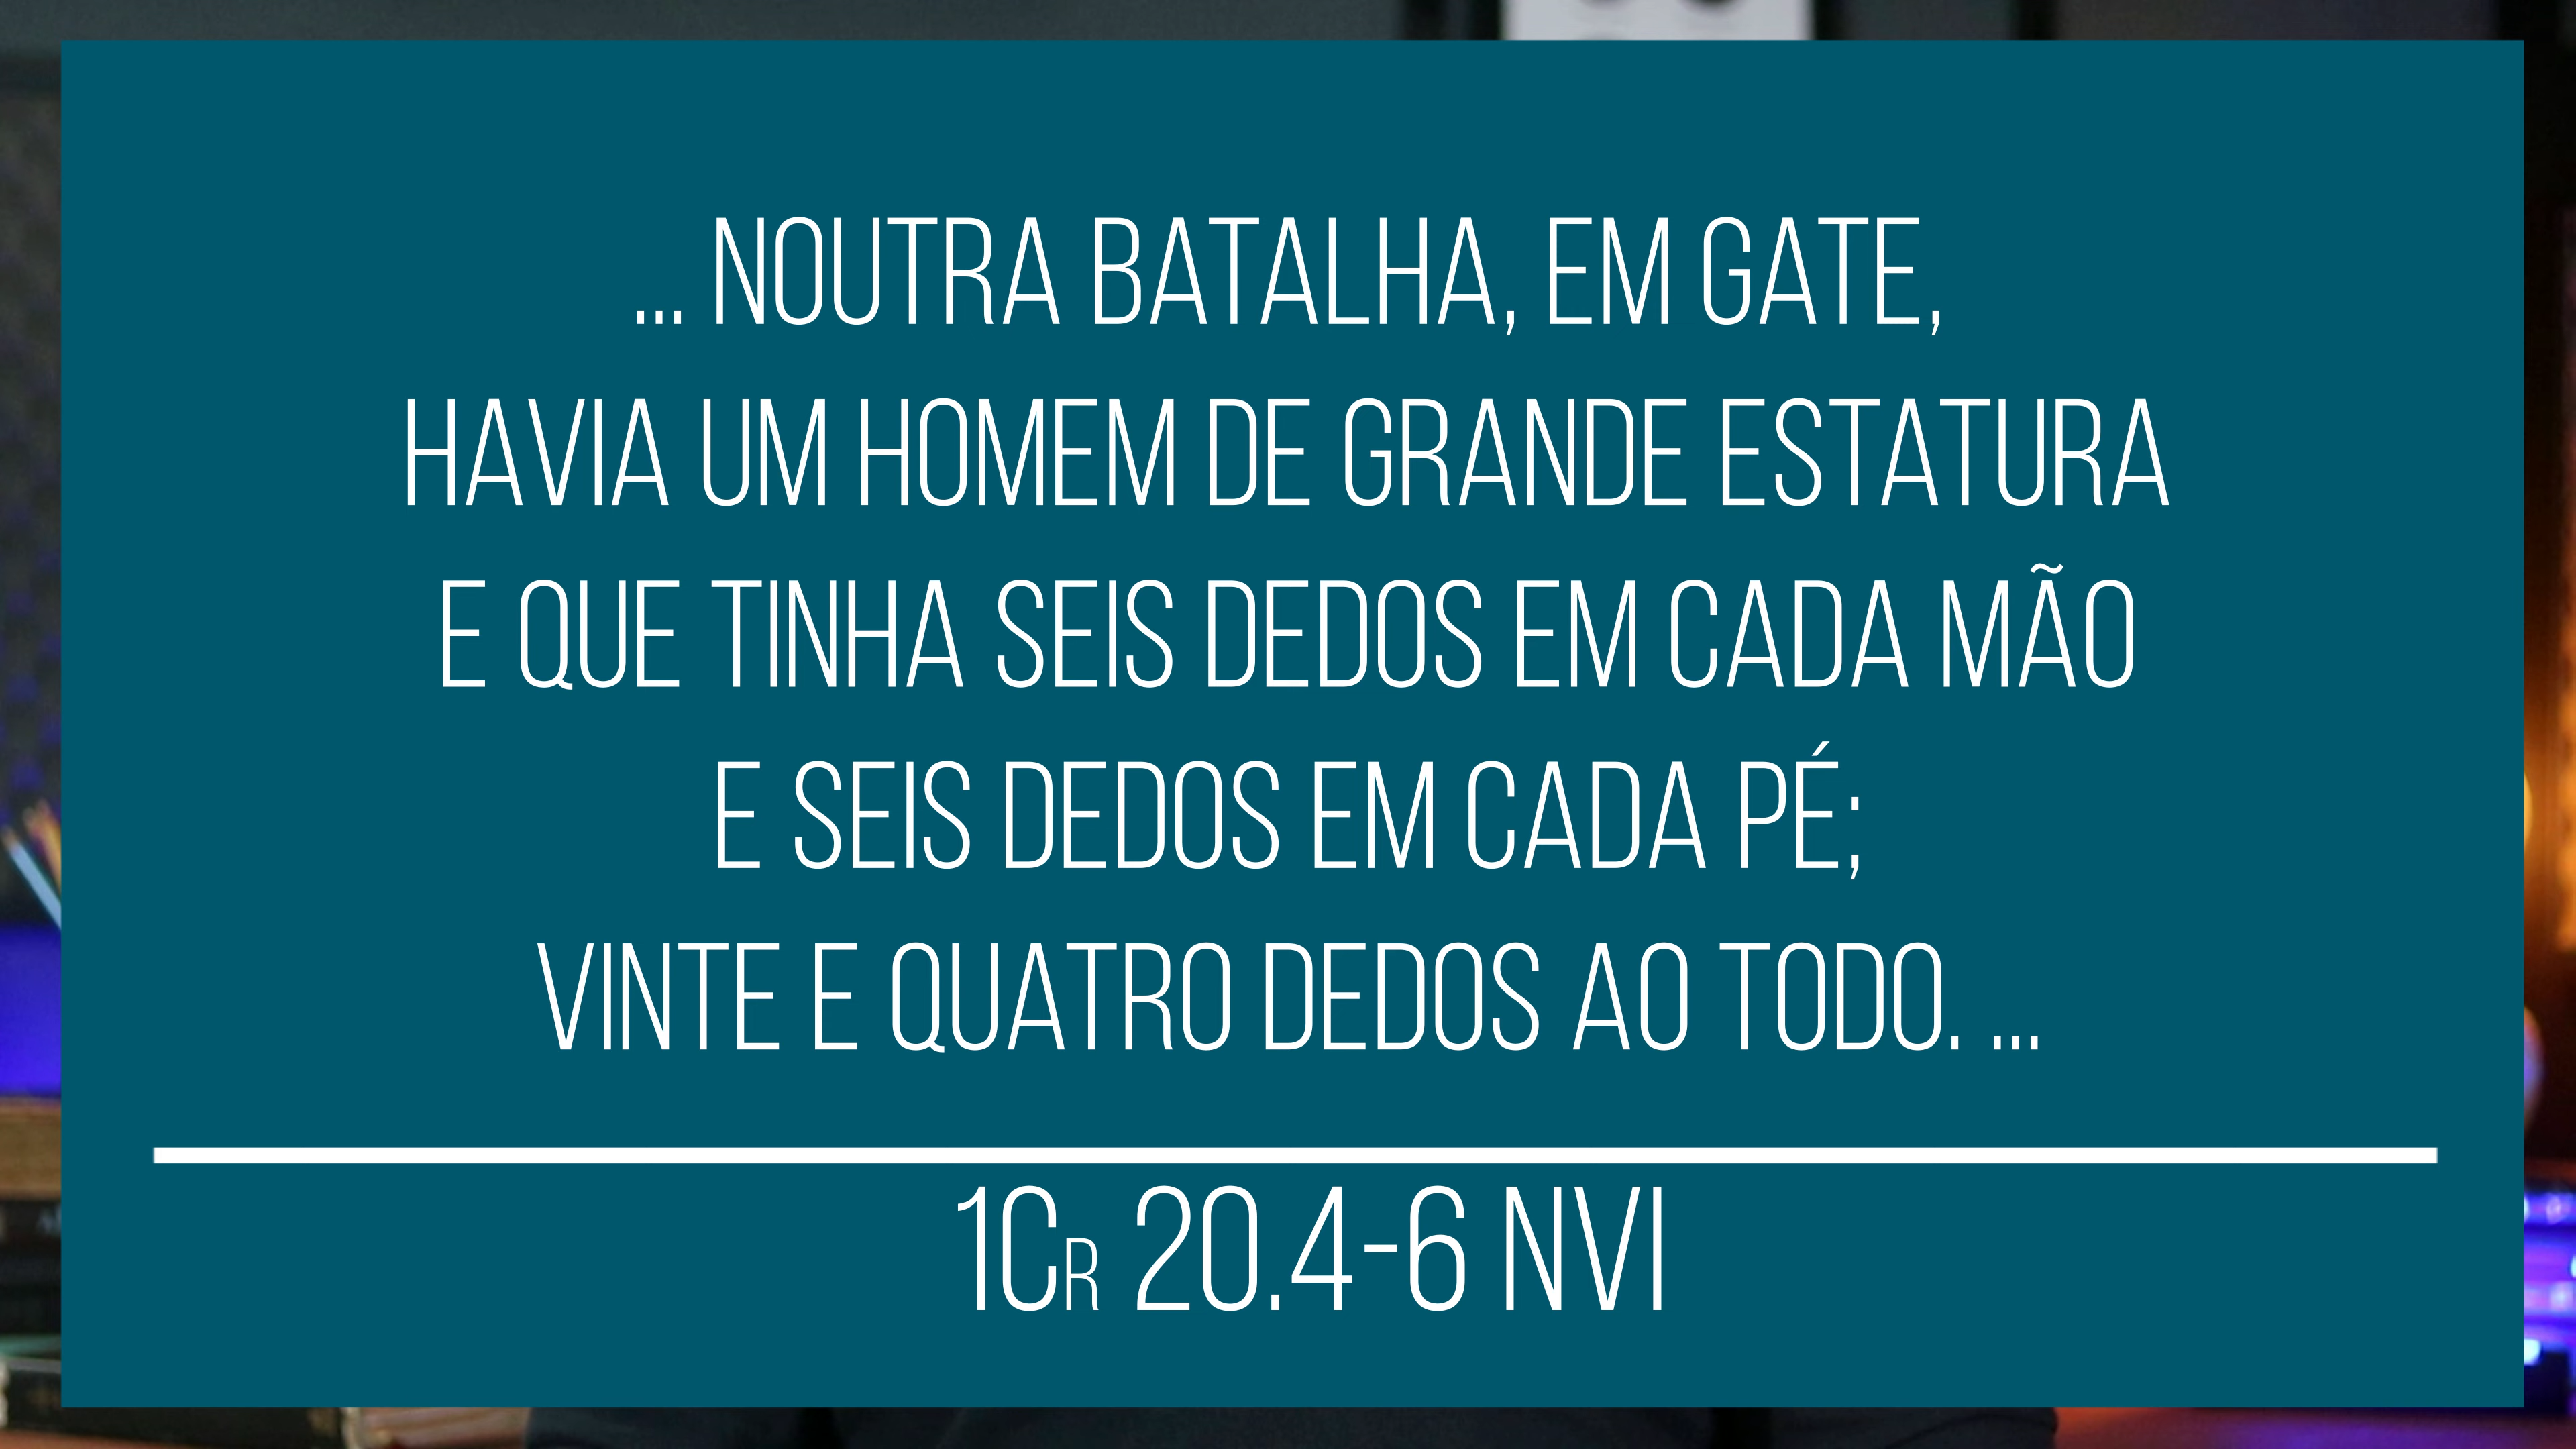 ... NOUTRA BATALHA, EM GATE,
HAVIA UM HOMEM DE GRANDE ESTATURA
E QUE TINHA SEIS DEDOS EM CADA MÃO
E SEIS DEDOS EM CADA PÉ;
VINTE E QUATRO DEDOS AO TODO. ...
1CR 20.4-6 NVI